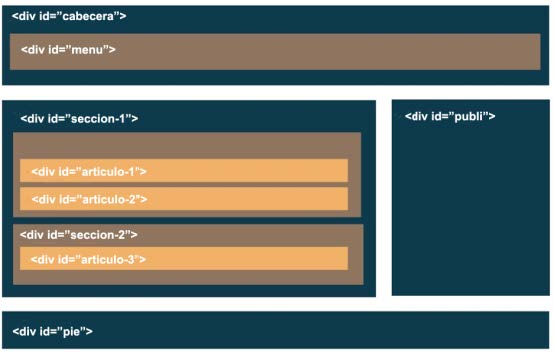 <div id=”cabecera”>
<div id=”menu”>
<div id=”seccion-1”>
<div id=”publi”>
<div id=”articulo-1”>
<div id=”articulo-2”>
<div id=”seccion-2”>
<div id=”articulo-3”>
<div id=”pie”>